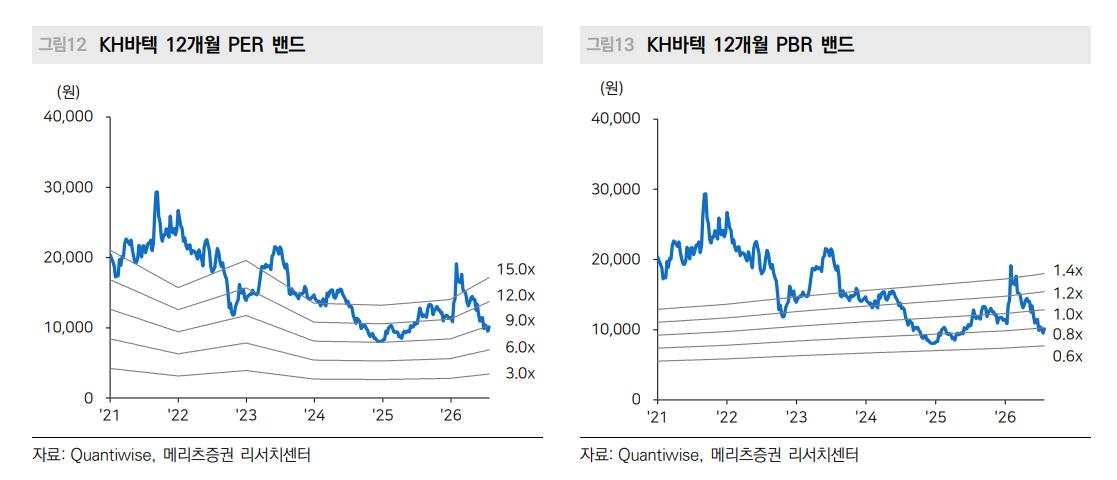 그림12 KH바텍 12개월 PER 밴드
(원)
40,000
30,000
20,000
10,000
0
'21 '22 '23 '24 '25 '26
15.0x
12.0x
9.0x
6.0x
3.0x
자료: Quantiwise, 메리츠증권 리서치센터
그림13 KH바텍 12개월 PBR 밴드
(원)
40,000
30,000
20,000
10,000
0
'21 '22 '23 '24 '25 '26
1.4x
1.2x
1.0x
0.8x
0.6x
자료: Quantiwise, 메리츠증권 리서치센터